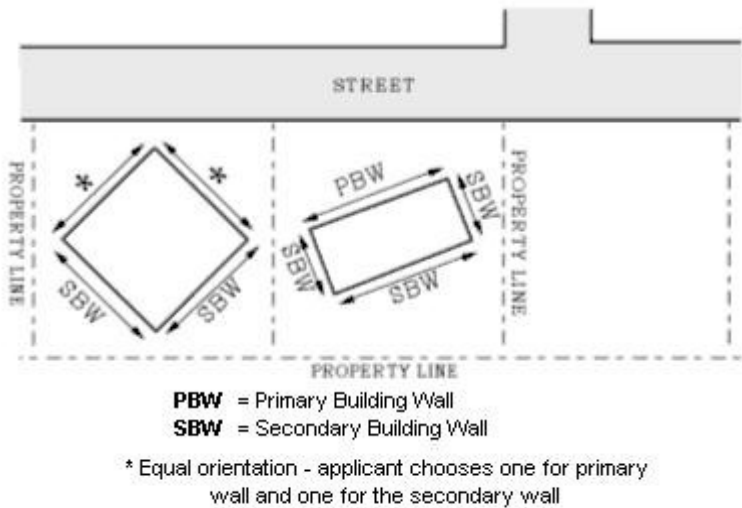 STREET
PROPERTY LINE
*
*
SBW
SBW
PBW
SBW
SBW
SBW
PROPERTY LINE
PROPERTY LINE
PBW = Primary Building Wall
SBW = Secondary Building Wall
* Equal orientation - applicant chooses one for primary
wall and one for the secondary wall